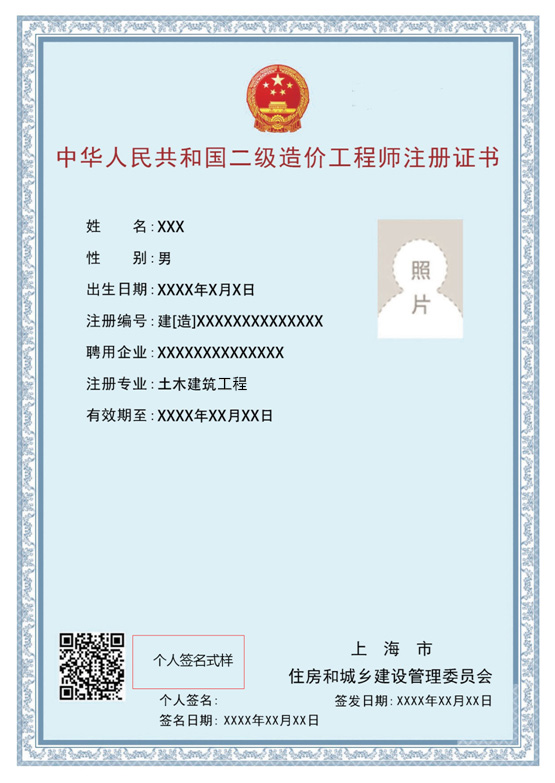 中华人民共和国二级造价工程师注册证书
姓 名:XXX
性 别:男
出生日期:XXXX年X月X日
注册编号:建[造]XXXXXXXXXXXXXX
聘用企业:XXXXXXXXXXXXXX
注册专业:土木建筑工程
有效期至:XXXX年XX月XX日
照
片
个人签名式样
个人签名:
签名日期: XXXX年XX月XX日
上 海 市
住房和城乡建设管理委员会
签发日期: XXXX年XX月XX日